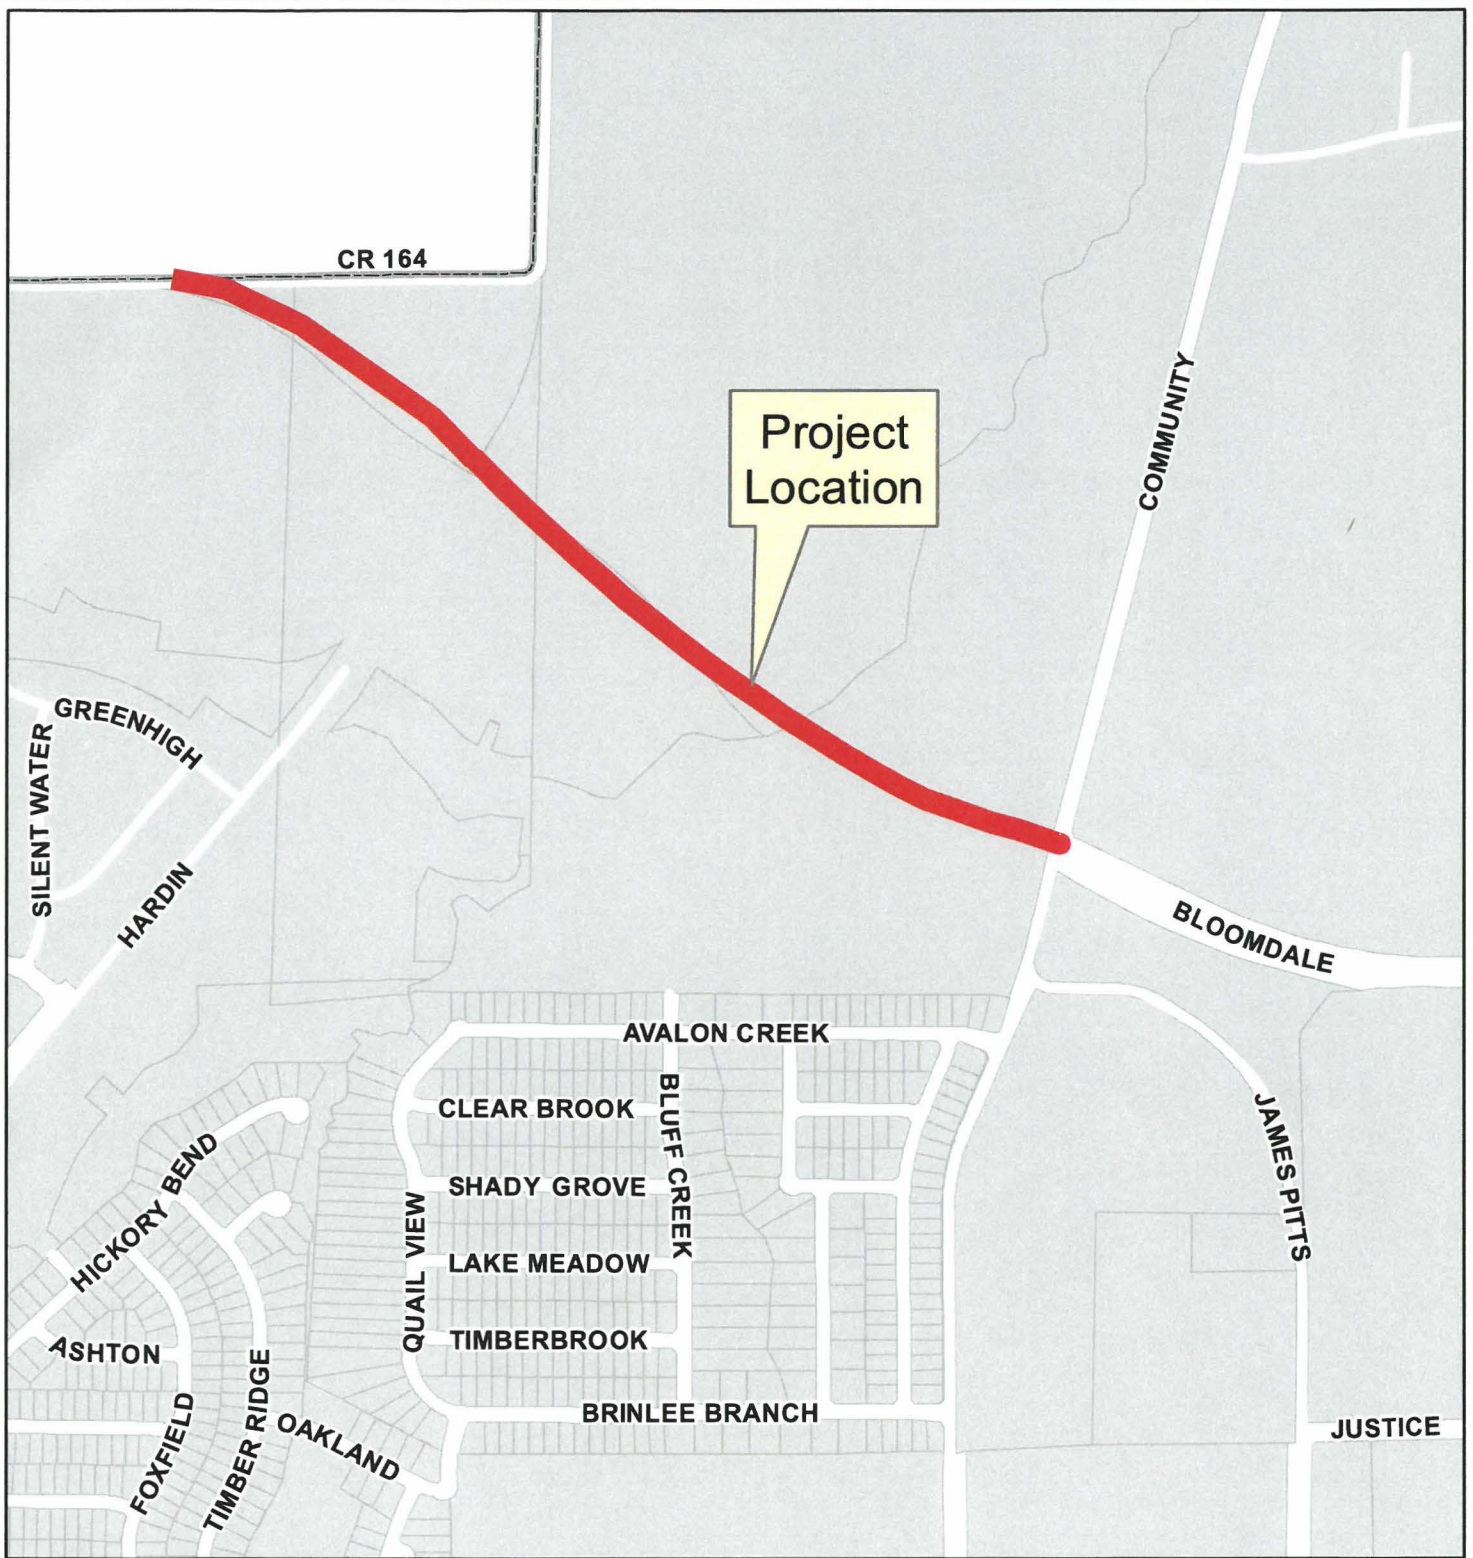 CR 164
Project
Location
COMMUNITY
GREENHIGH
SILENT WATER
HARDIN
BLOOMDALE
AVALON CREEK
BLUFF CREEK
CLEAR BROOK
JAMES PITTS
HICKORY BEND
SHADY GROVE
QUAIL VIEW
LAKE MEADOW
TIMBERBROOK
ASHTON
TIMBER RIDGE
FOXFIELD
OAKLAND
BRINLEE BRANCH
JUSTICE